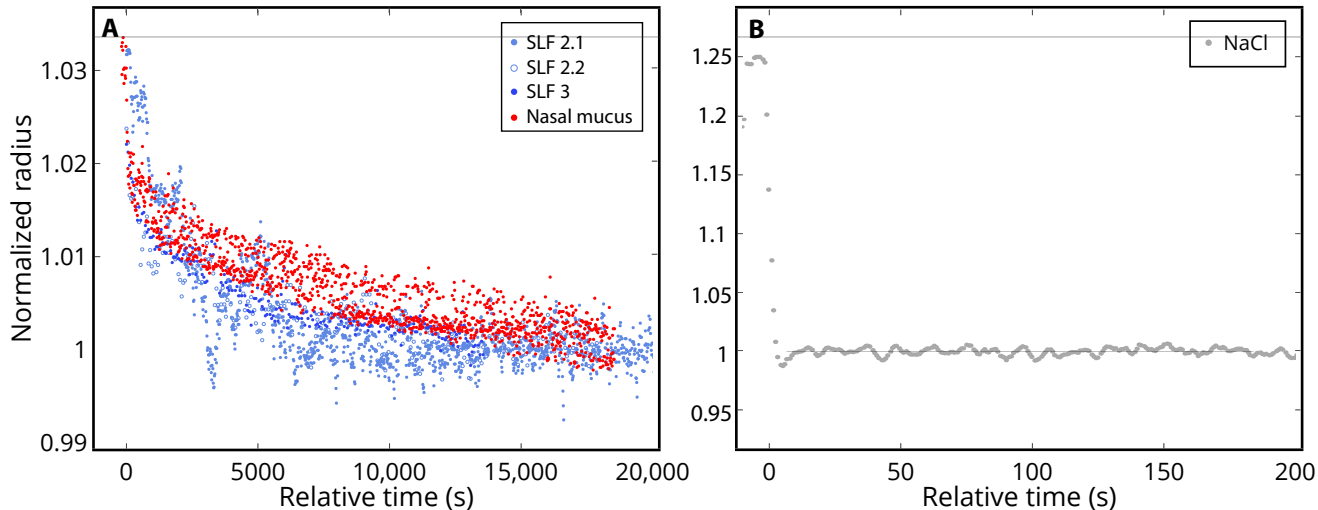 A
SLF 2.1
SLF 2.2
SLF 3
Nasal mucus
Normalized radius
1.03
1.02
1.01
1
0.99
0
5000
10,000
15,000
20,000
Relative time (s)
B
NaCl
1.25
1.2
1.15
1.1
1.05
1
0.95
0
50
100
150
200
Relative time (s)